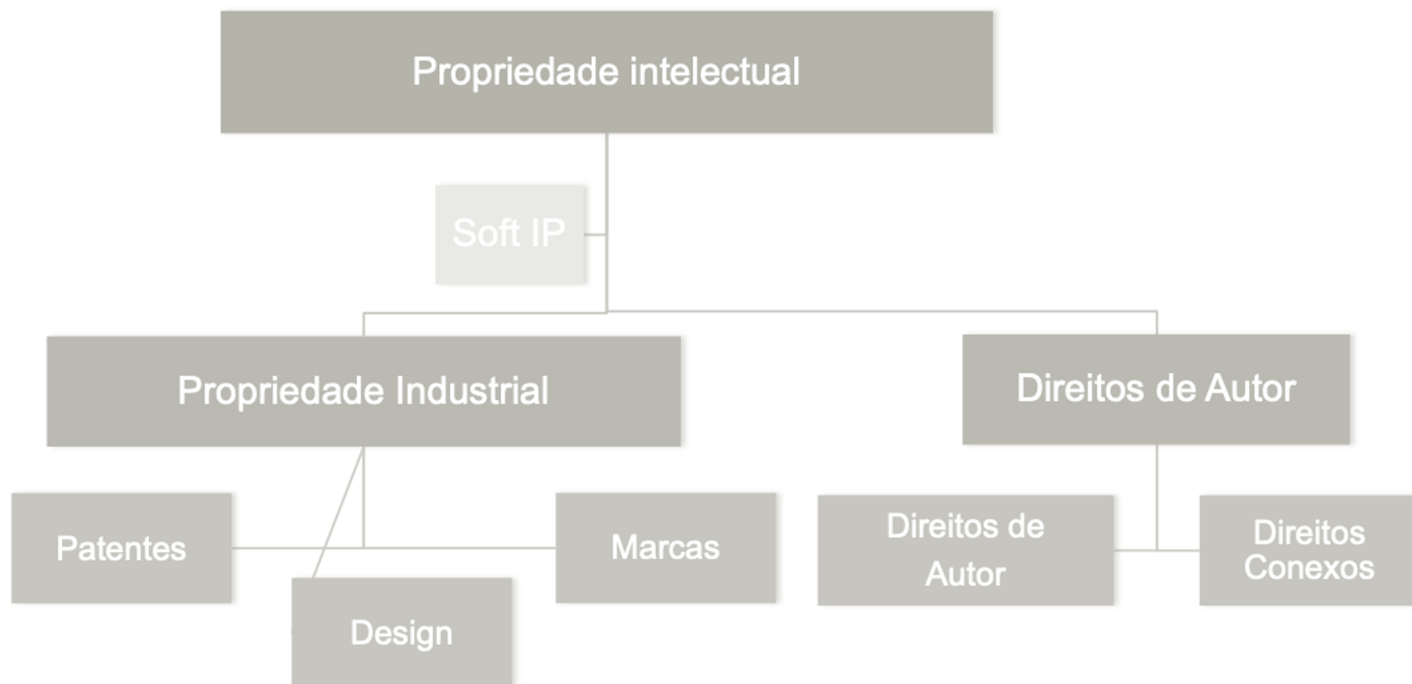 Propriedade intelectual
Soft IP
Propriedade Industrial
Direitos de Autor
Patentes
Design
Marcas
Direitos de
Autor
Direitos
Conexos